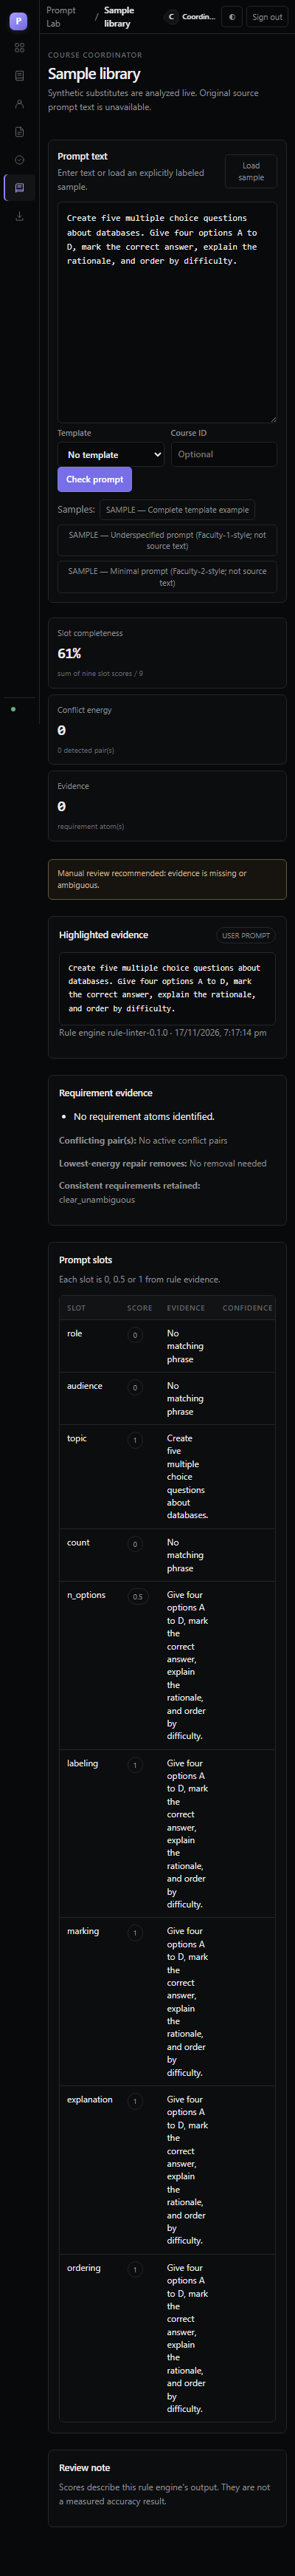 P
Prompt
Lab
/
Sample
library
C
Coordin...
Sign out
COURSE COORDINATOR
Sample library
Synthetic substitutes are analyzed live. Original source
prompt text is unavailable.
Prompt text
Enter text or load an explicitly labeled
sample.
Load
sample
Create five multiple choice questions
about databases. Give four options A to
D, mark the correct answer, explain the
rationale, and order by difficulty.
Template
Course ID
No template
Optional
Check prompt
Samples:
SAMPLE — Complete template example
SAMPLE — Underspecified prompt (Faculty-1-style; not
source text)
SAMPLE — Minimal prompt (Faculty-2-style; not source
text)
Slot completeness
61%
sum of nine slot scores / 9
Conflict energy
0
0 detected pair(s)
Evidence
0
requirement atom(s)
Manual review recommended: evidence is missing or
ambiguous.
Highlighted evidence
USER PROMPT
Create five multiple choice questions about
databases. Give four options A to D, mark
the correct answer, explain the rationale,
and order by difficulty.
Rule engine rule-linter-0.1.0 · 17/11/2026, 7:17:14 pm
Requirement evidence
• No requirement atoms identified.
Conflicting pair(s): No active conflict pairs
Lowest-energy repair removes: No removal needed
Consistent requirements retained:
clear_unambiguous
Prompt slots
Each slot is 0, 0.5 or 1 from rule evidence.
SLOT SCORE EVIDENCE CONFIDENCE
role 0 No
matching
phrase
audience 0 No
matching
phrase
topic 1 Create
five
multiple
choice
questions
about
databases.
count 0 No
matching
phrase
n_options 0.5 Give four
options A
to D, mark
the
correct
answer,
explain
the
rationale,
and order
by
difficulty.
labeling 1 Give four
options A
to D, mark
the
correct
answer,
explain
the
rationale,
and order
by
difficulty.
marking 1 Give four
options A
to D, mark
the
correct
answer,
explain
the
rationale,
and order
by
difficulty.
explanation 1 Give four
options A
to D, mark
the
correct
answer,
explain
the
rationale,
and order
by
difficulty.
ordering 1 Give four
options A
to D, mark
the
correct
answer,
explain
the
rationale,
and order
by
difficulty.
Review note
Scores describe this rule engine's output. They are not
a measured accuracy result.